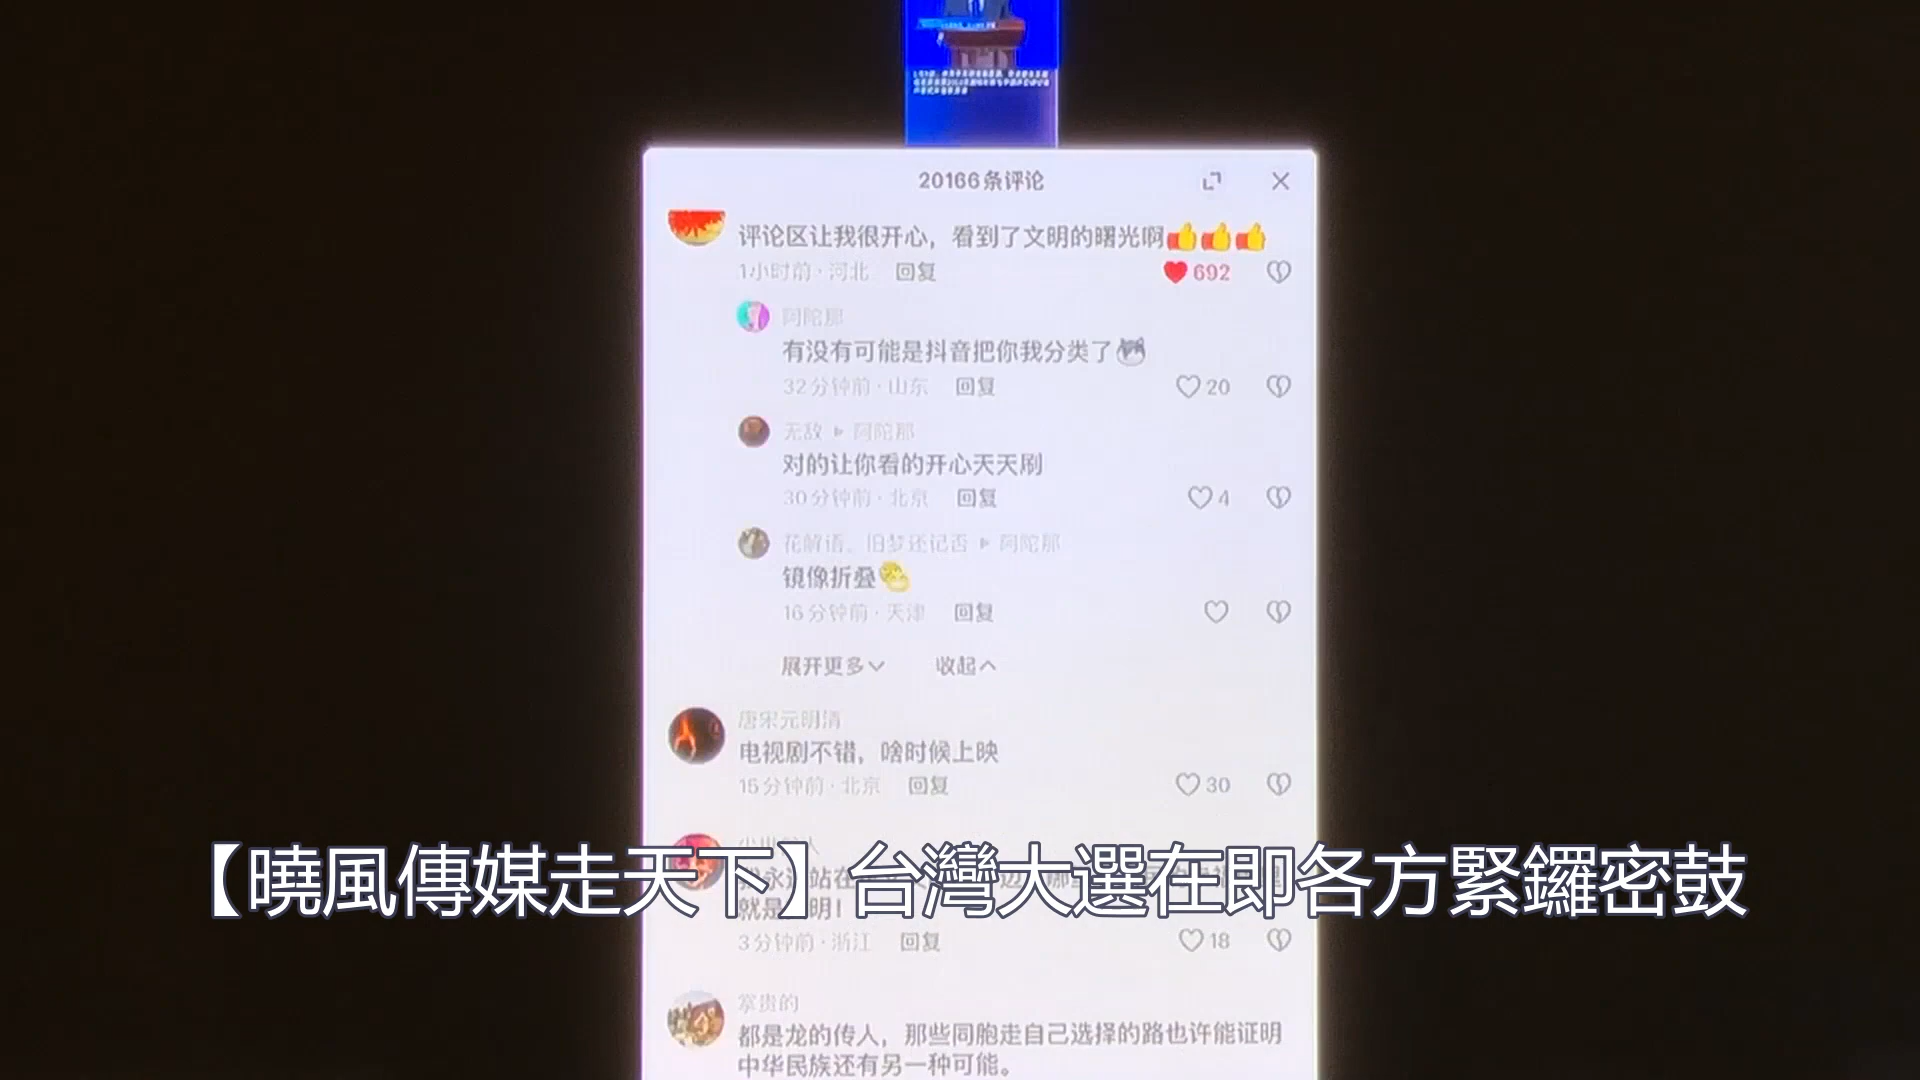 20166条评论
评论区让我很开心，看到了文明的曙光啊👍👍👍
1小时前·河北 回复 692
阿陀那
有没有可能是抖音把你我分类了
32分钟前·山东 回复 20
无敌 ▶ 阿陀那
对的让你看的开心天天刷
30分钟前·北京 回复 4
花解语、旧梦还记否 ▶ 阿陀那
镜像折叠
16分钟前·天津 回复
展开更多 收起
唐宋元明清
电视剧不错，啥时候上映
15分钟前·北京 回复 30
【曉風傳媒走天下】台灣大選在即各方緊鑼密鼓
3分钟前·浙江 回复 18
掌贵的
都是龙的传人，那些同胞走自己选择的路也许能证明
中华民族还有另一种可能。